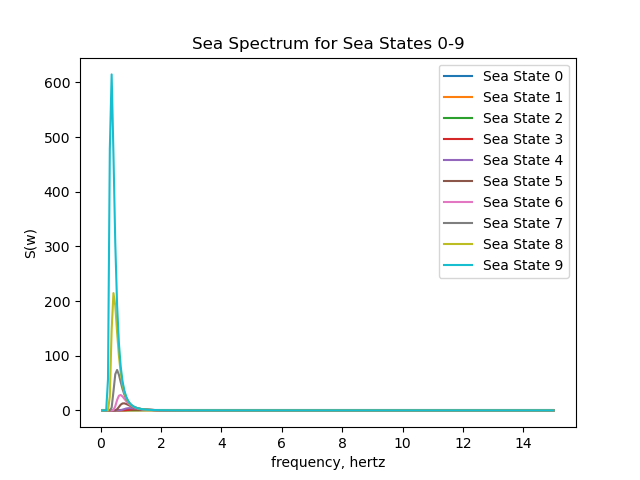 Sea Spectrum for Sea States 0-9
600
500
400
300
200
100
0
S(w)
0 2 4 6 8 10 12 14
frequency, hertz
Sea State 0
Sea State 1
Sea State 2
Sea State 3
Sea State 4
Sea State 5
Sea State 6
Sea State 7
Sea State 8
Sea State 9